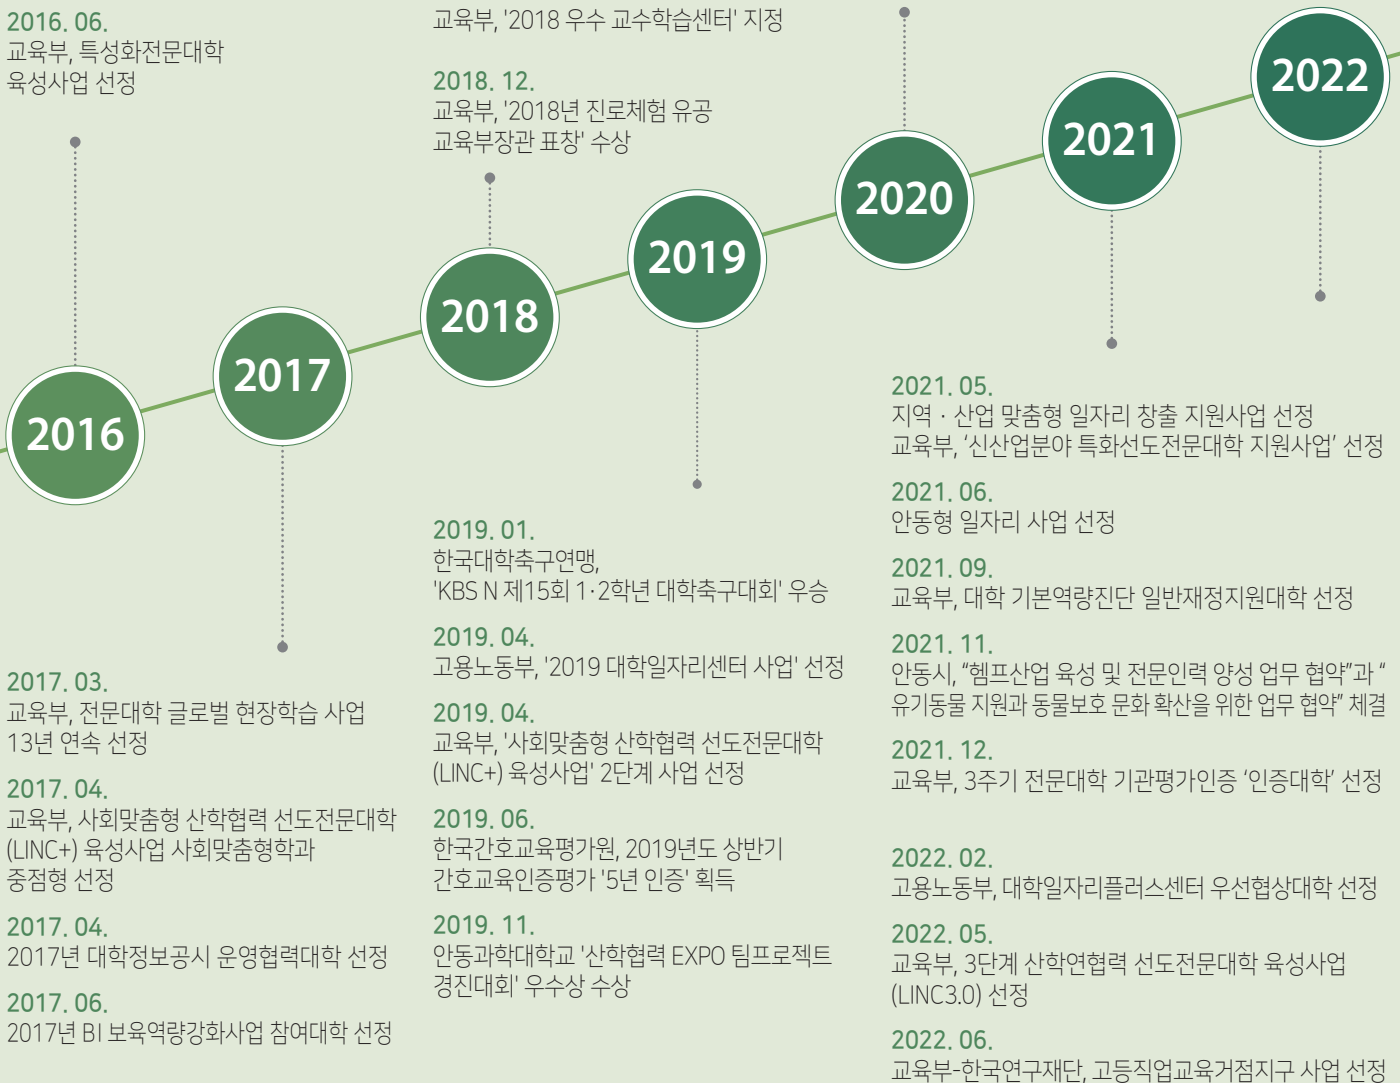 2016. 06.
교육부, 특성화전문대학
육성사업 선정
2016
2017
2017. 03.
교육부, 전문대학 글로벌 현장학습 사업
13년 연속 선정
2017. 04.
교육부, 사회맞춤형 산학협력 선도전문대학
(LINC+) 육성사업 사회맞춤형학과
중점형 선정
2017. 04.
2017년 대학정보공시 운영협력대학 선정
2017. 06.
2017년 BI 보육역량강화사업 참여대학 선정
교육부, '2018 우수 교수학습센터' 지정
2018. 12.
교육부, '2018년 진로체험 유공
교육부장관 표창' 수상
2018
2019
2019. 01.
한국대학축구연맹,
'KBS N 제15회 1·2학년 대학축구대회' 우승
2019. 04.
고용노동부, '2019 대학일자리센터 사업' 선정
2019. 04.
교육부, '사회맞춤형 산학협력 선도전문대학
(LINC+) 육성사업' 2단계 사업 선정
2019. 06.
한국간호교육평가원, 2019년도 상반기
간호교육인증평가 '5년 인증' 획득
2019. 11.
안동과학대학교 '산학협력 EXPO 팀프로젝트
경진대회' 우수상 수상
2020
2021
2022
2021. 05.
지역 · 산업 맞춤형 일자리 창출 지원사업 선정
교육부, ‘신산업분야 특화선도전문대학 지원사업’ 선정
2021. 06.
안동형 일자리 사업 선정
2021. 09.
교육부, 대학 기본역량진단 일반재정지원대학 선정
2021. 11.
안동시, “헴프산업 육성 및 전문인력 양성 업무 협약”과 “
유기동물 지원과 동물보호 문화 확산을 위한 업무 협약” 체결
2021. 12.
교육부, 3주기 전문대학 기관평가인증 ‘인증대학’ 선정
2022. 02.
고용노동부, 대학일자리플러스센터 우선협상대학 선정
2022. 05.
교육부, 3단계 산학연협력 선도전문대학 육성사업
(LINC3.0) 선정
2022. 06.
교육부-한국연구재단, 고등직업교육거점지구 사업 선정